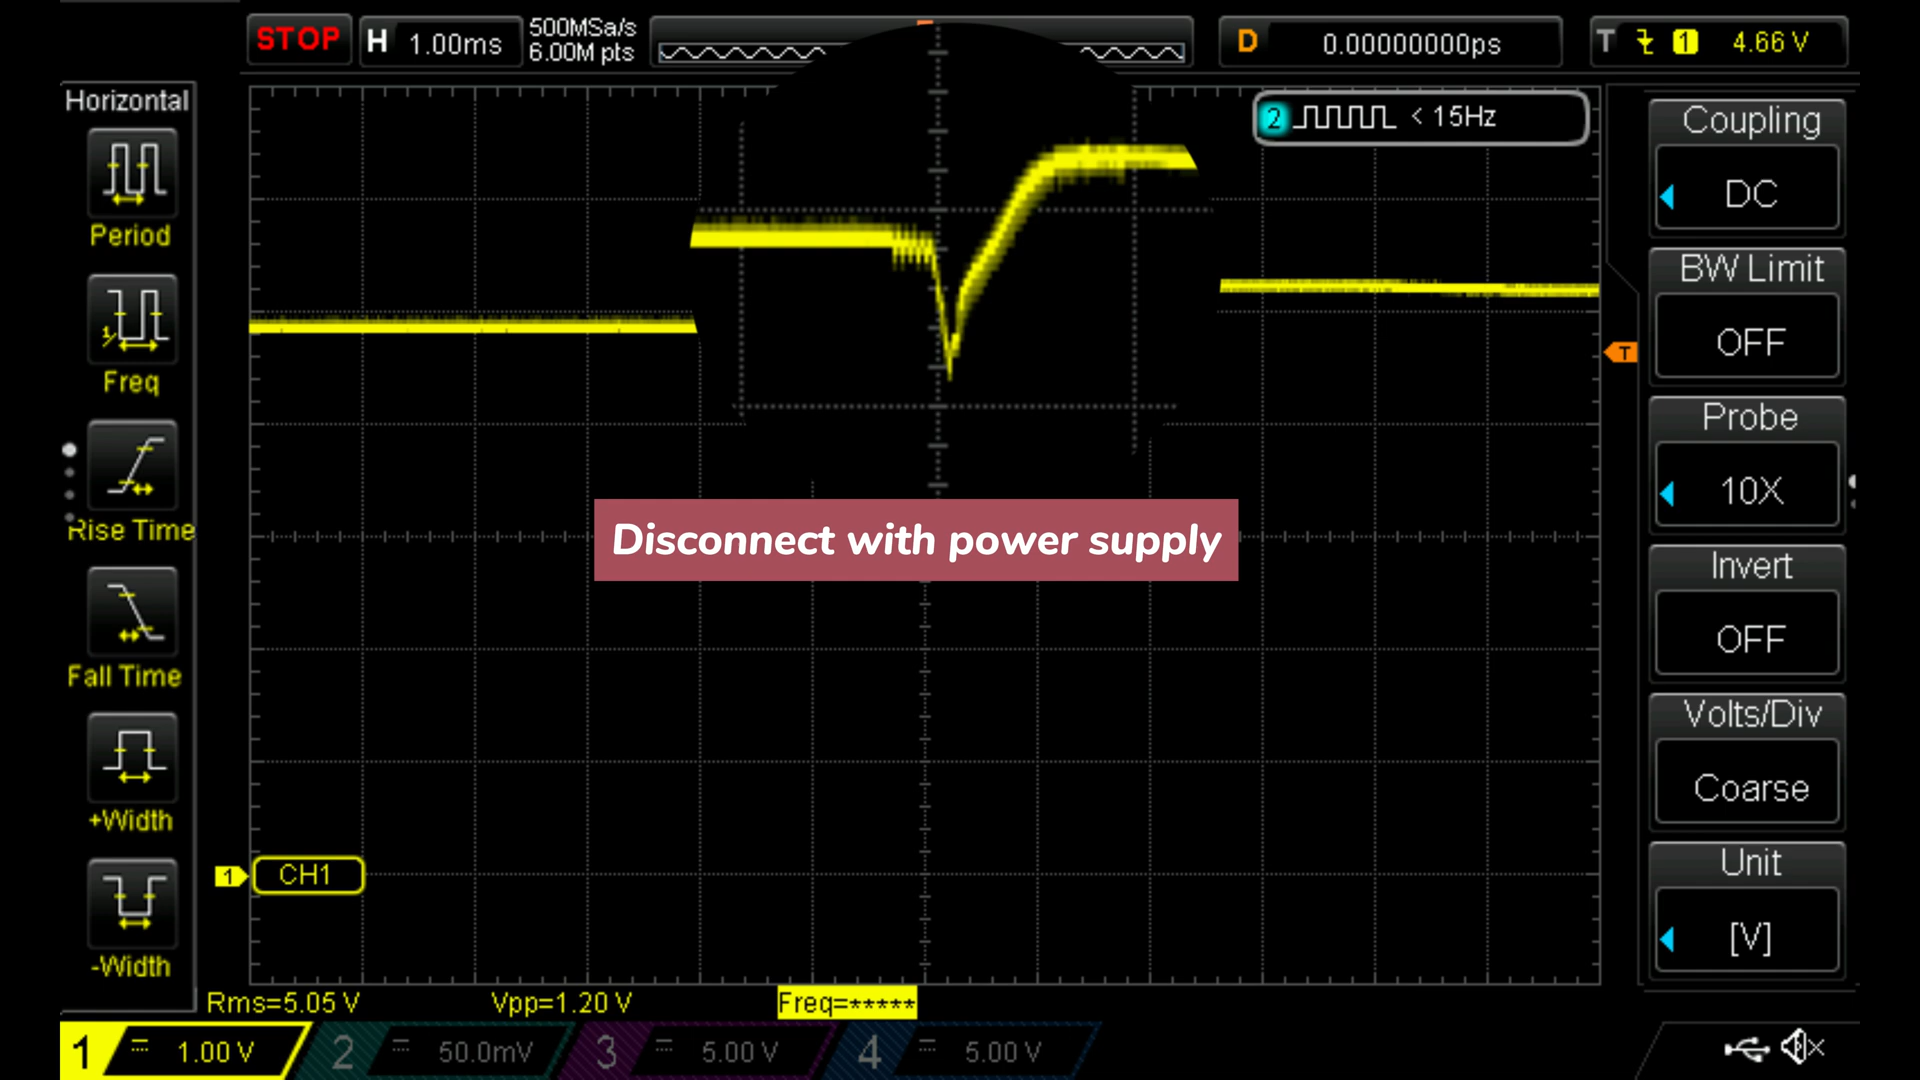 STOP
H 1.00ms
500MSa/s
6.00M pts
D 0.00000000ps
T 1 4.66 V
Horizontal
Period
Freq
Rise Time
Fall Time
+Width
-Width
2 < 15Hz
T
Disconnect with power supply
1 CH1
Coupling
DC
BW Limit
OFF
Probe
10X
Invert
OFF
Volts/Div
Coarse
Unit
[V]
Rms=5.05 V Vpp=1.20 V Freq=*****
1 1.00 V 2 50.0mV 3 5.00 V 4 5.00 V